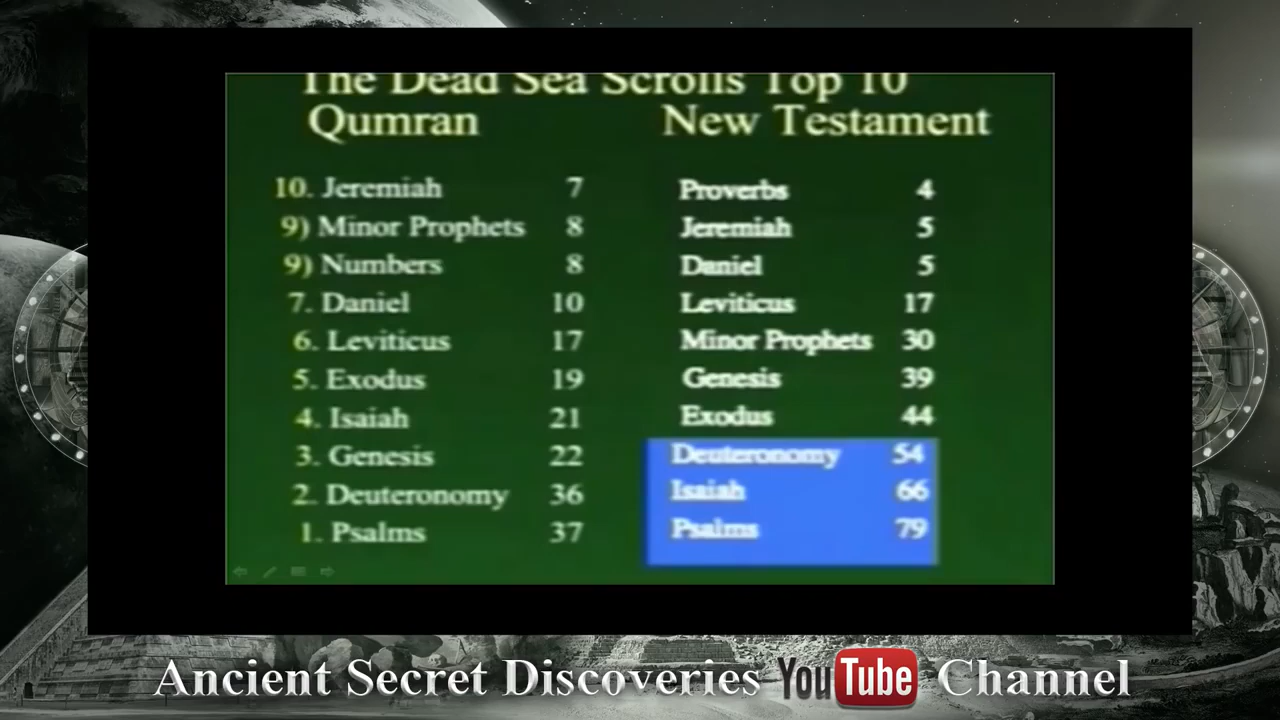 The Dead Sea Scrolls Top 10
Qumran New Testament
10. Jeremiah 7 Proverbs 4
9) Minor Prophets 8 Jeremiah 5
9) Numbers 8 Daniel 5
7. Daniel 10 Leviticus 17
6. Leviticus 17 Minor Prophets 30
5. Exodus 19 Genesis 39
4. Isaiah 21 Exodus 44
3. Genesis 22 Deuteronomy 54
2. Deuteronomy 36 Isaiah 66
1. Psalms 37 Psalms 79
Ancient Secret Discoveries YouTube Channel